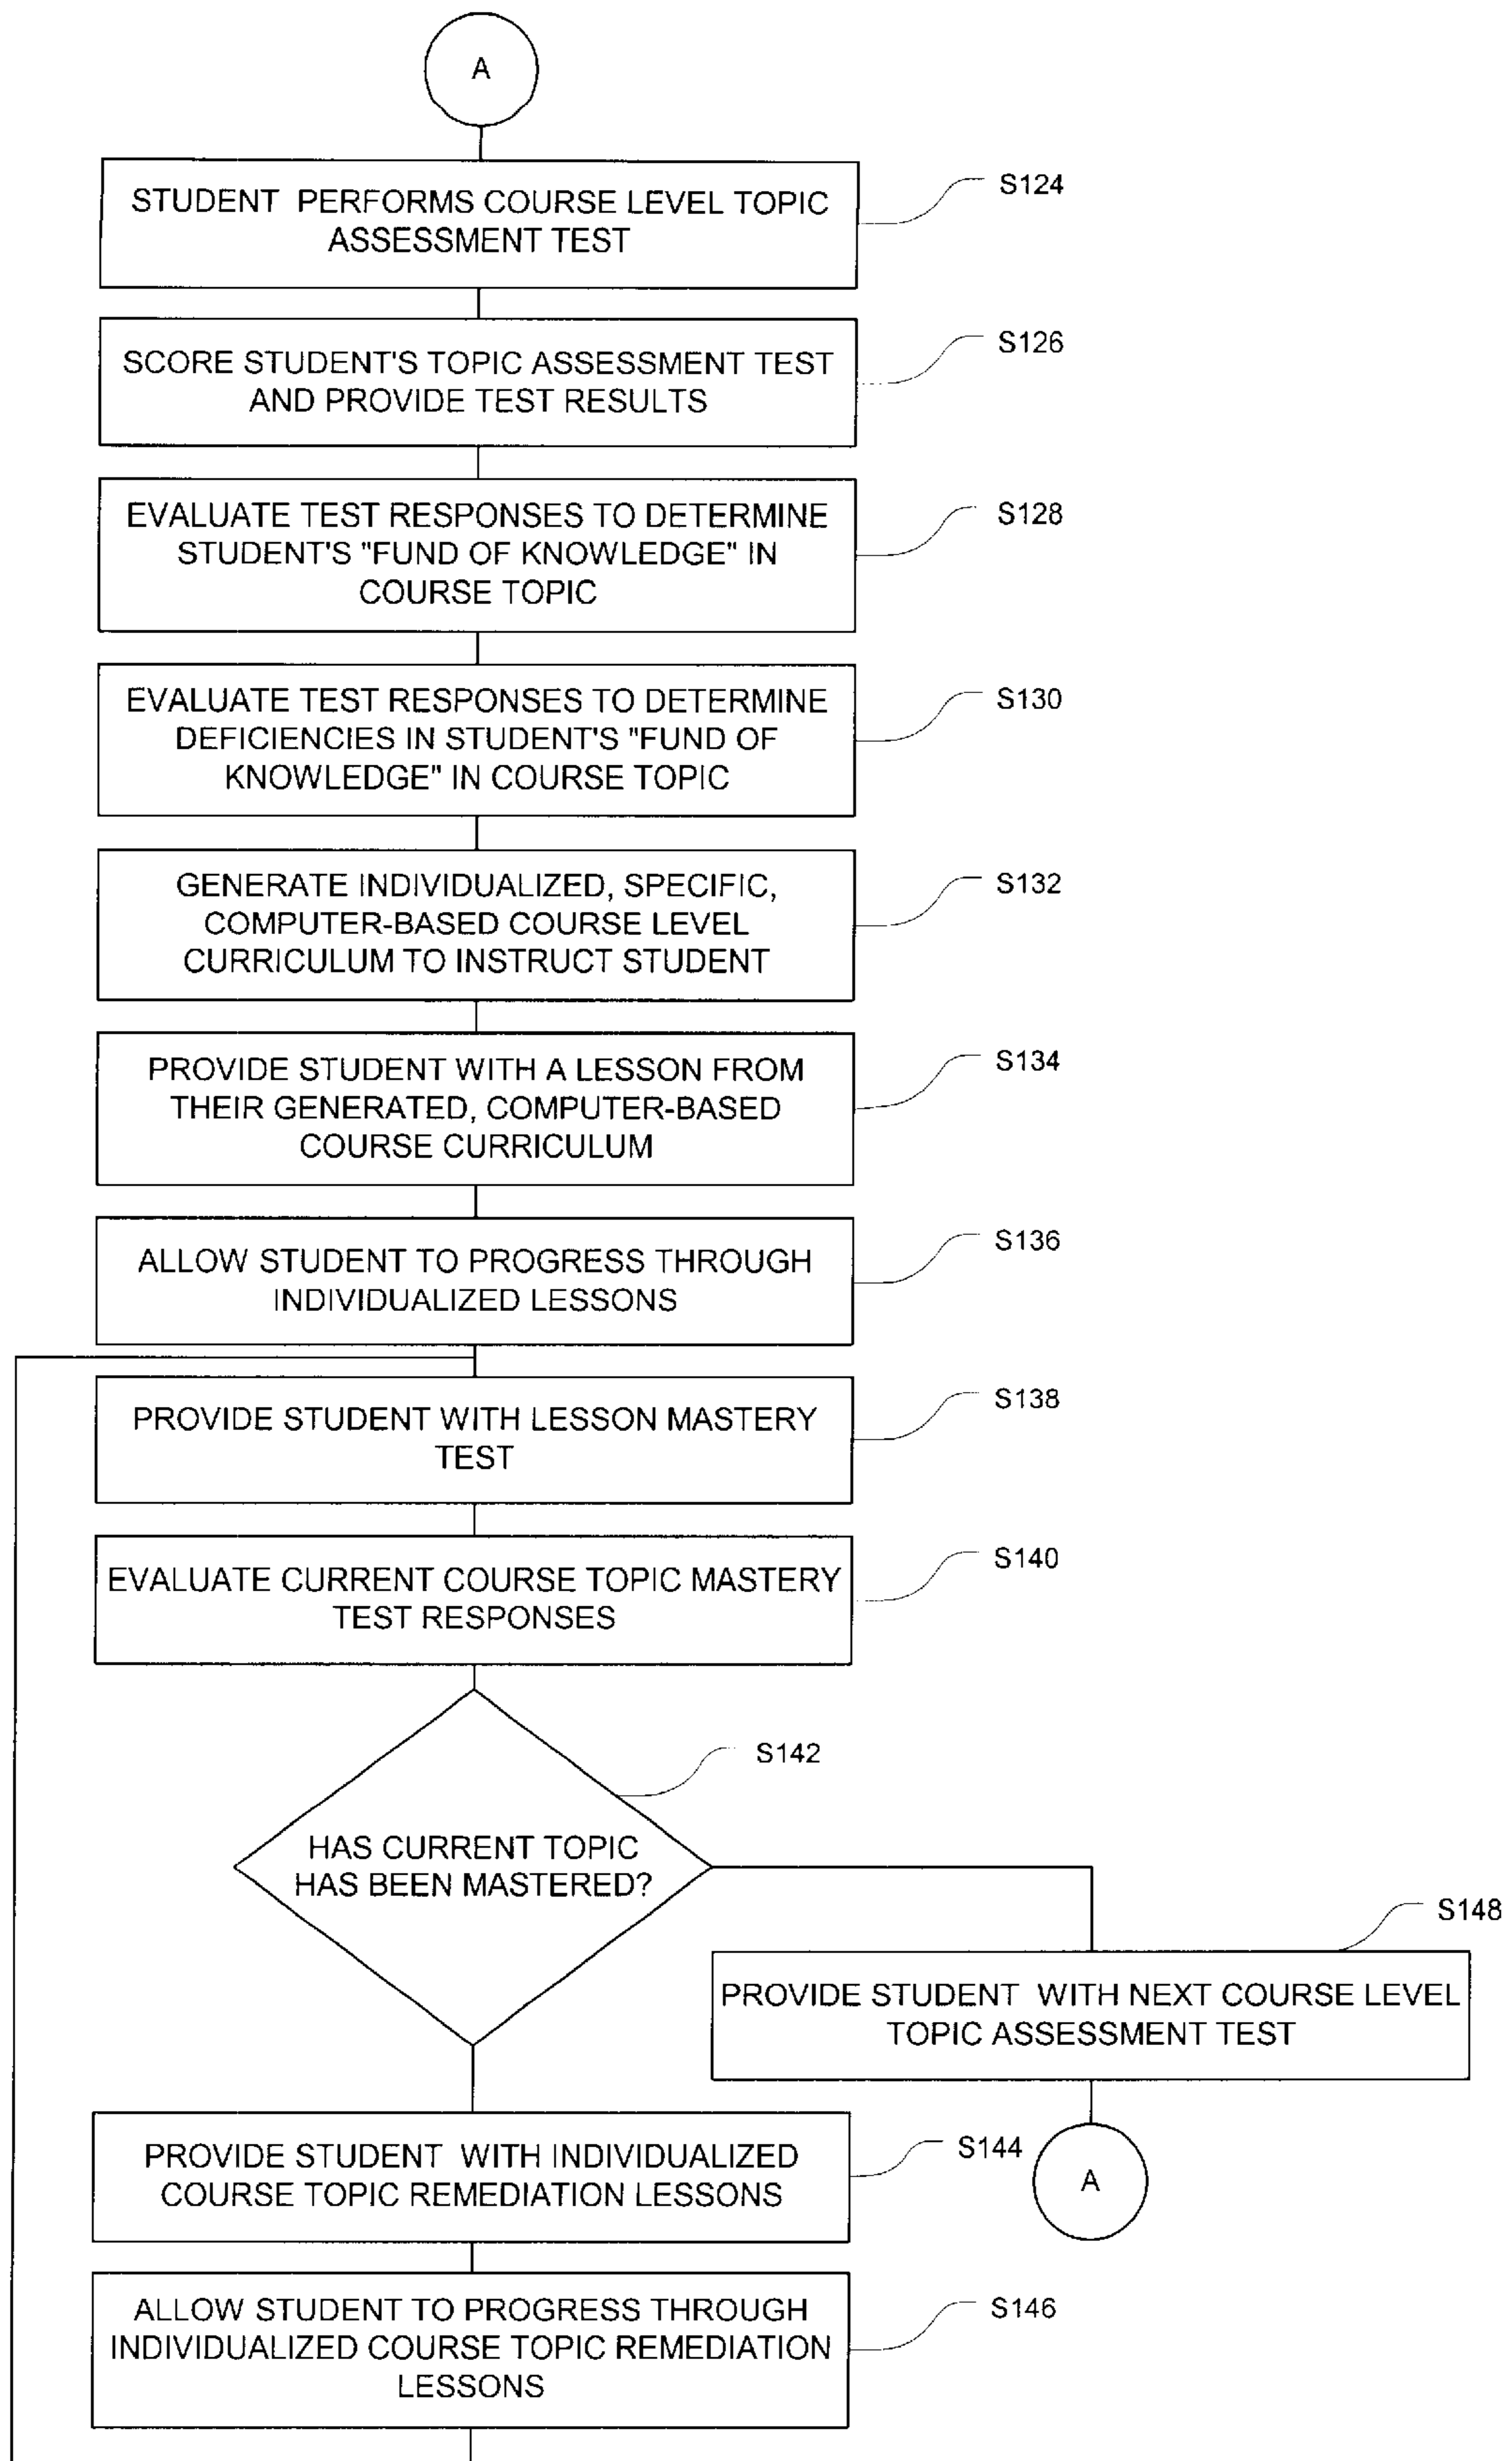 A
STUDENT PERFORMS COURSE LEVEL TOPIC
ASSESSMENT TEST
S124
SCORE STUDENT'S TOPIC ASSESSMENT TEST
AND PROVIDE TEST RESULTS
S126
EVALUATE TEST RESPONSES TO DETERMINE
STUDENT'S "FUND OF KNOWLEDGE" IN
COURSE TOPIC
S128
EVALUATE TEST RESPONSES TO DETERMINE
DEFICIENCIES IN STUDENT'S "FUND OF
KNOWLEDGE" IN COURSE TOPIC
S130
GENERATE INDIVIDUALIZED, SPECIFIC,
COMPUTER-BASED COURSE LEVEL
CURRICULUM TO INSTRUCT STUDENT
S132
PROVIDE STUDENT WITH A LESSON FROM
THEIR GENERATED, COMPUTER-BASED
COURSE CURRICULUM
S134
ALLOW STUDENT TO PROGRESS THROUGH
INDIVIDUALIZED LESSONS
S136
PROVIDE STUDENT WITH LESSON MASTERY
TEST
S138
EVALUATE CURRENT COURSE TOPIC MASTERY
TEST RESPONSES
S140
HAS CURRENT TOPIC
HAS BEEN MASTERED?
S142
PROVIDE STUDENT WITH NEXT COURSE LEVEL
TOPIC ASSESSMENT TEST
S148
A
PROVIDE STUDENT WITH INDIVIDUALIZED
COURSE TOPIC REMEDIATION LESSONS
S144
ALLOW STUDENT TO PROGRESS THROUGH
INDIVIDUALIZED COURSE TOPIC REMEDIATION
LESSONS
S146